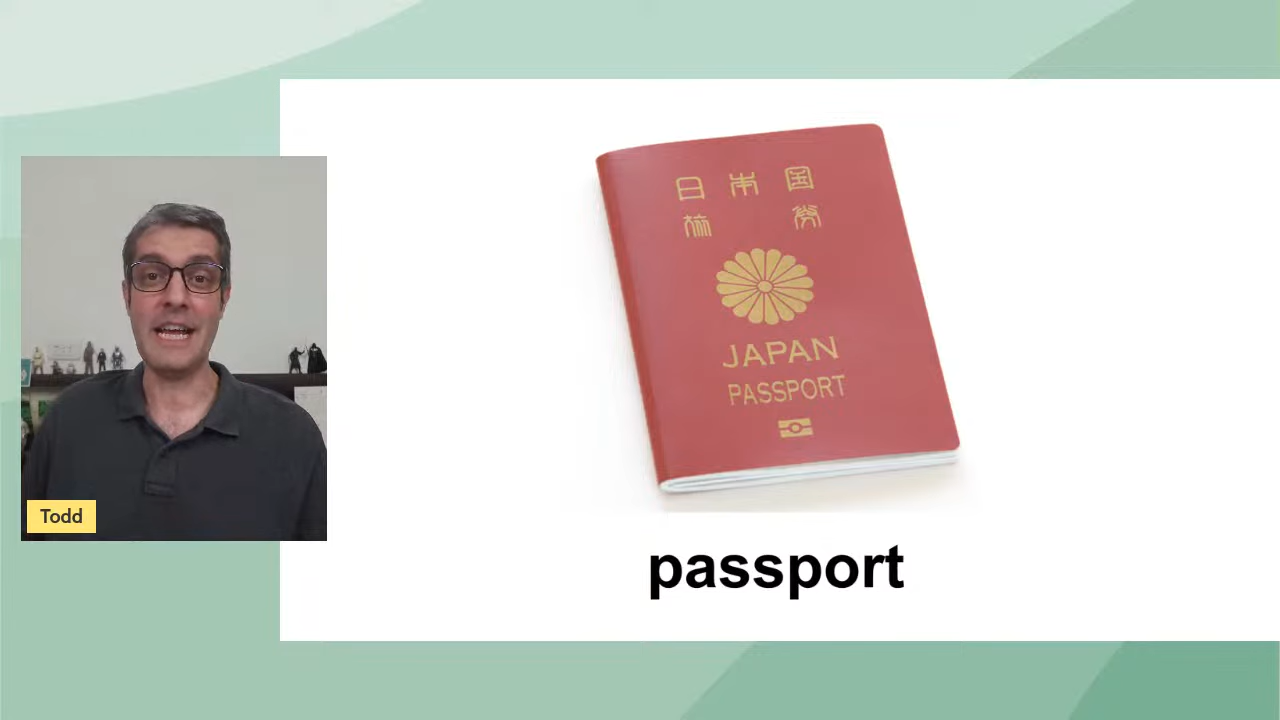 Todd
日本国
旅券
JAPAN
PASSPORT
passport